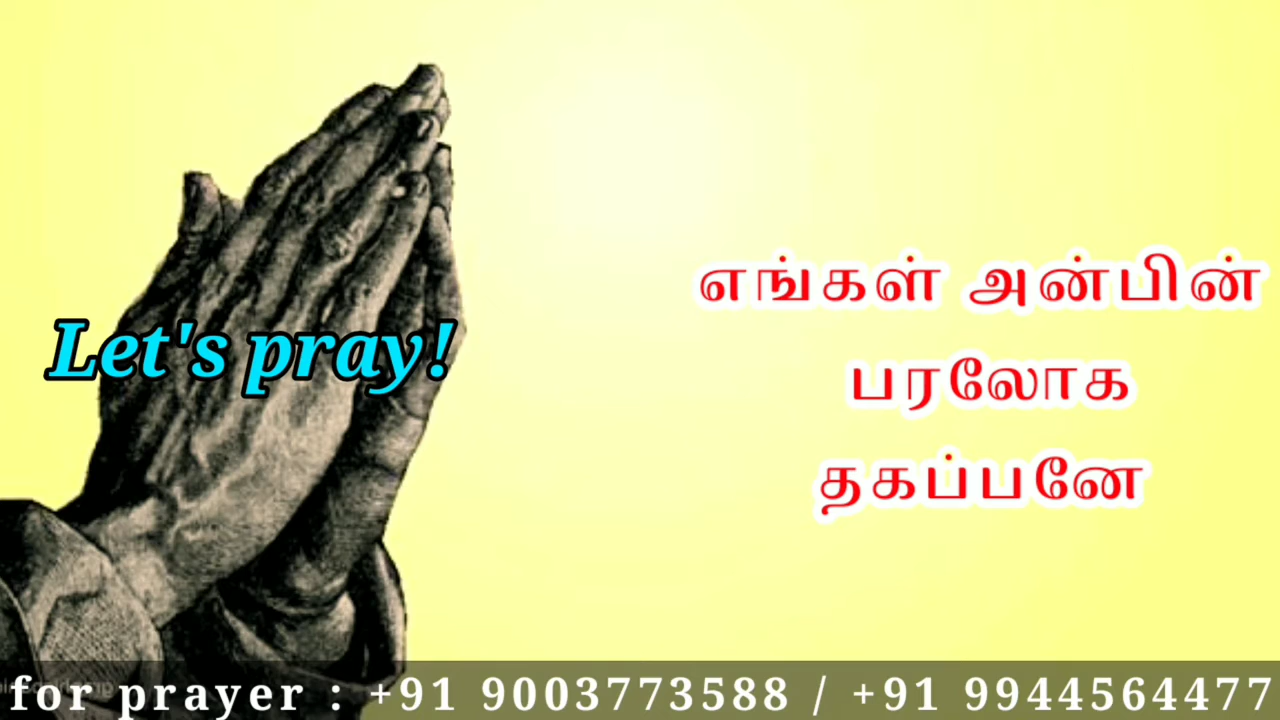 Let's pray!
எங்கள் அன்பின்
பரலோக
தகப்பனே
for prayer : +91 9003773588 / +91 9944564477